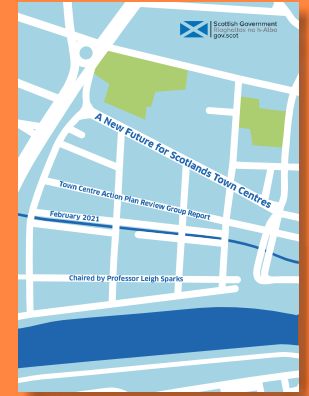 Scottish Government
Riaghaltas na h-Alba
gov.scot
A New Future for Scotlands Town Centres
Town Centre Action Plan Review Group Report
February 2021
Chaired by Professor Leigh Sparks